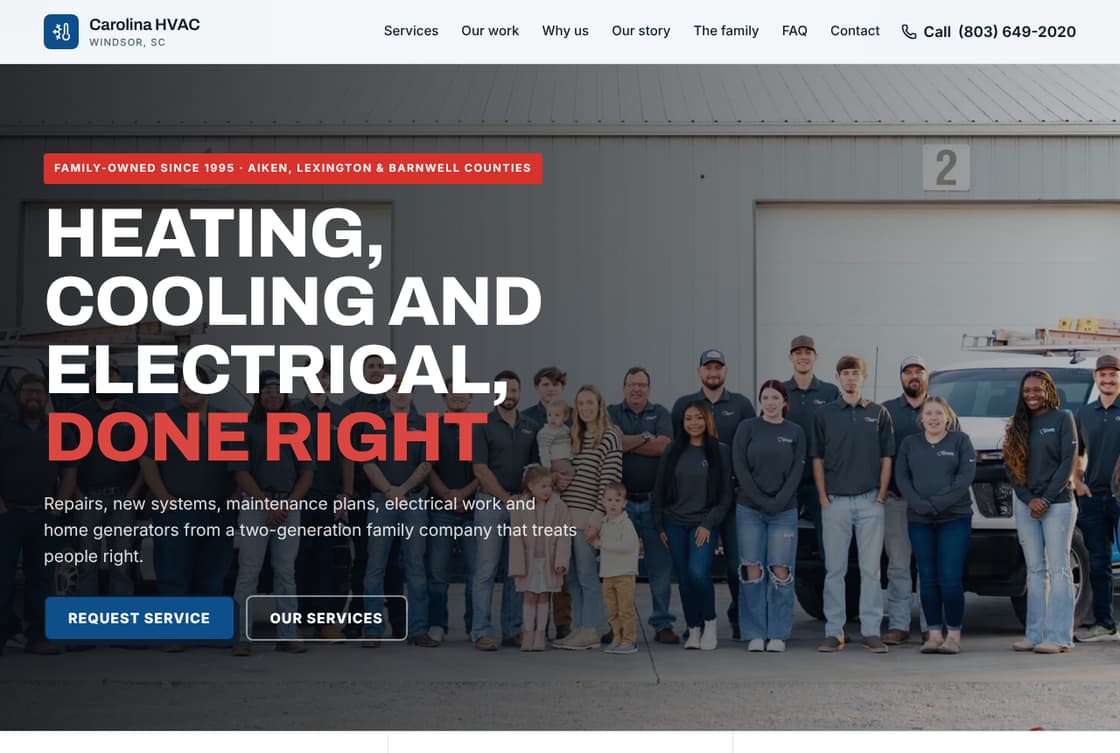 Carolina HVAC
WINDSOR, SC
Services Our work Why us Our story The family FAQ Contact Call (803) 649-2020
FAMILY-OWNED SINCE 1995 · AIKEN, LEXINGTON & BARNWELL COUNTIES
2
HEATING,
COOLING AND
ELECTRICAL,
DONE RIGHT
Repairs, new systems, maintenance plans, electrical work and
home generators from a two-generation family company that treats
people right.
REQUEST SERVICE OUR SERVICES